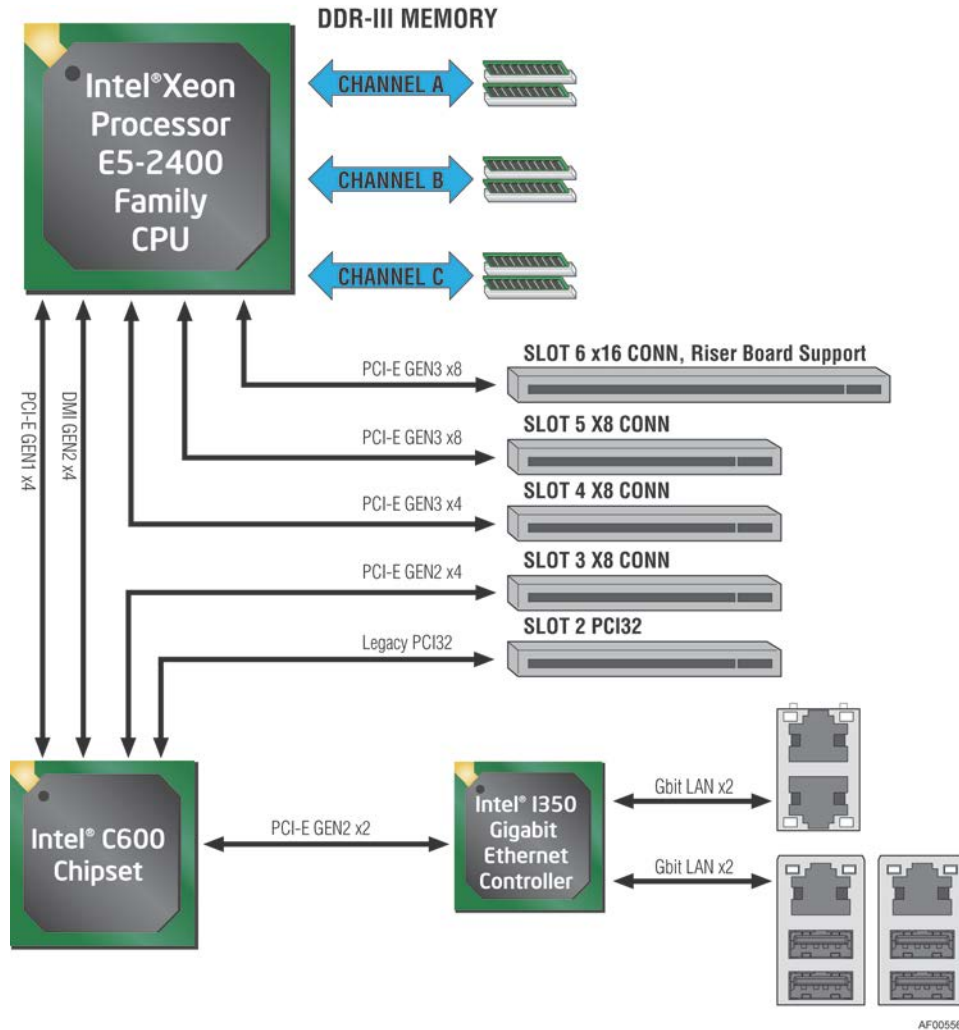 DDR-III MEMORY
Intel®Xeon
Processor
E5-2400
Family
CPU
CHANNEL A
CHANNEL B
CHANNEL C
PCI-E GEN1 x4
DMI GEN2 x4
SLOT 6 x16 CONN, Riser Board Support
PCI-E GEN3 x8
SLOT 5 X8 CONN
PCI-E GEN3 x8
SLOT 4 X8 CONN
PCI-E GEN3 x4
SLOT 3 X8 CONN
PCI-E GEN2 x4
SLOT 2 PCI32
Legacy PCI32
Intel® C600
Chipset
PCI-E GEN2 x2
Intel® I350
Gigabit
Ethernet
Controller
Gbit LAN x2
Gbit LAN x2
AF00556